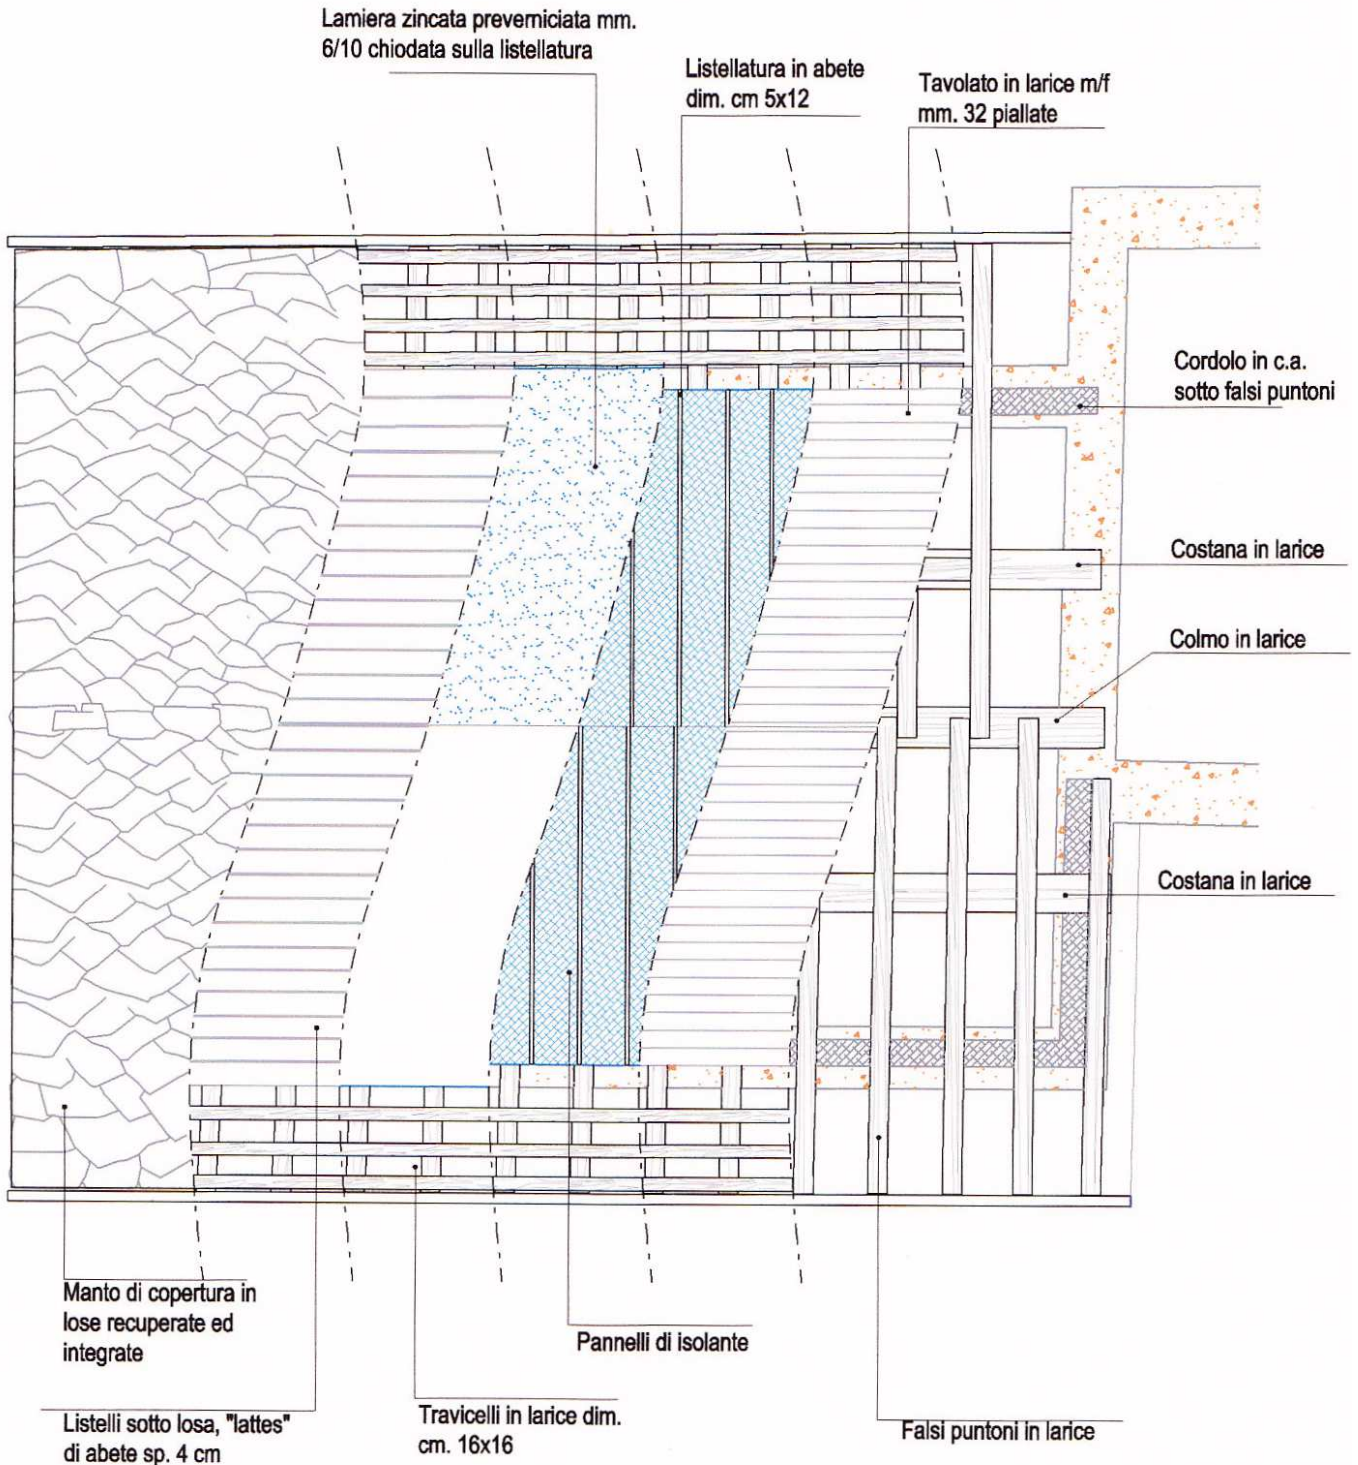 Lamiera zincata preverniciata mm.
6/10 chiodata sulla listellatura
Listellatura in abete
dim. cm 5x12
Tavolato in larice m/f
mm. 32 piallate
Cordolo in c.a.
sotto falsi puntoni
Costana in larice
Colmo in larice
Costana in larice
Manto di copertura in
lose recuperate ed
integrate
Pannelli di isolante
Listelli sotto losa, "lattes"
di abete sp. 4 cm
Travicelli in larice dim.
cm. 16x16
Falsi puntoni in larice